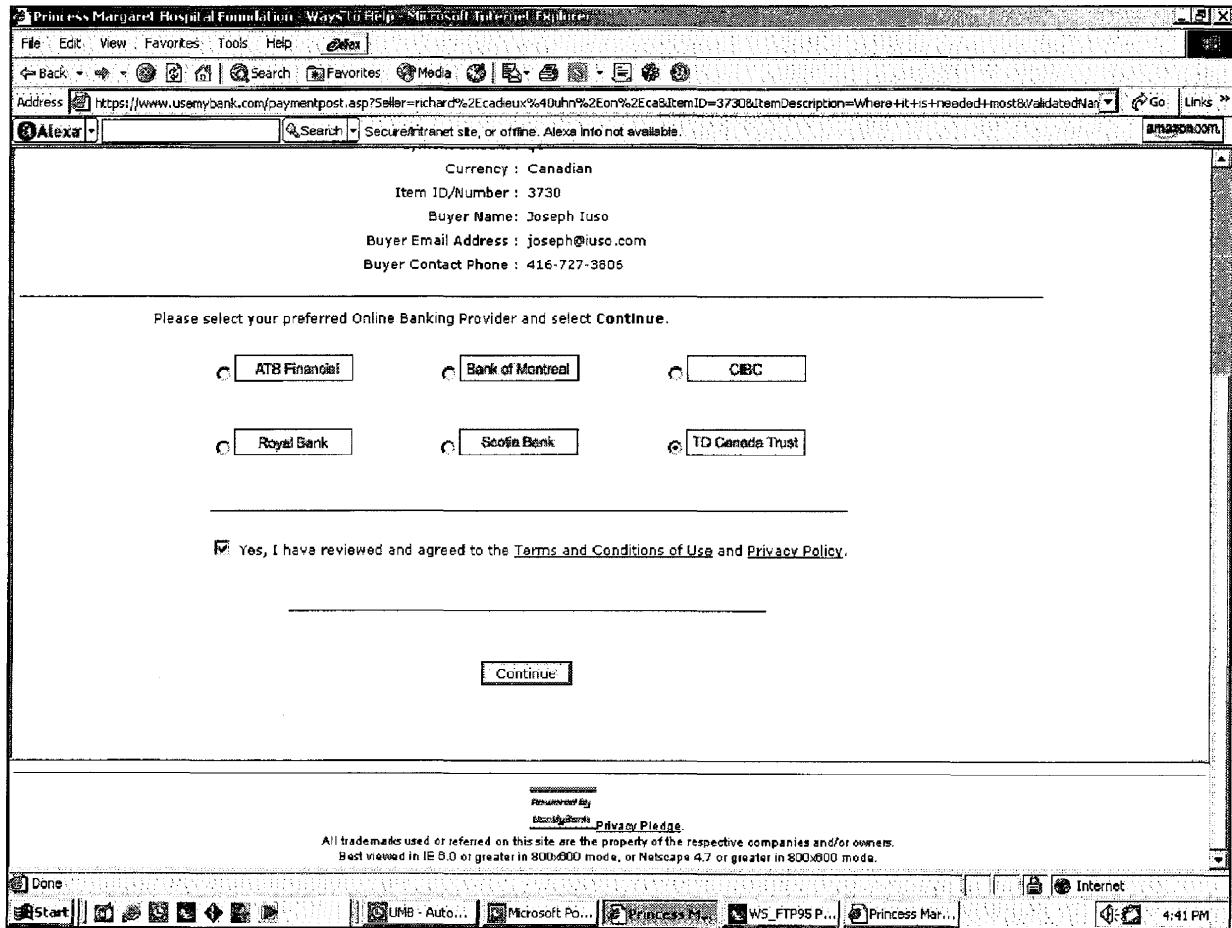 Princess Margaret Hospital Foundation - Ways To Help - Microsoft Internet Explorer
File Edit View Favorites Tools Help eFax
Back Search Favorites Media
Address https://www.usemybank.com/paymentpost.asp?Seller=richard%2Ecadieux%40uhn%2Eon%2Eca&ItemID=3730&ItemDescription=Where+it+is+needed+most&ValidatedNar Go Links »
Alexa Search Secure/intranet site, or offline. Alexa info not available. amazon.com
Currency : Canadian
Item ID/Number : 3730
Buyer Name: Joseph Iuso
Buyer Email Address : joseph@iuso.com
Buyer Contact Phone : 416-727-3806
Please select your preferred Online Banking Provider and select Continue.
ATB Financial Bank of Montreal CIBC
Royal Bank Scotia Bank TD Canada Trust
Yes, I have reviewed and agreed to the Terms and Conditions of Use and Privacy Policy.
Continue
Powered By
UseMyBank Privacy Pledge.
All trademarks used or referred on this site are the property of the respective companies and/or owners.
Best viewed in IE 6.0 or greater in 800x600 mode, or Netscape 4.7 or greater in 800x600 mode.
Done Internet
Start UMB - Auto... Microsoft Po... Princess M... WS_FTP95 P... Princess Mar... 4:41 PM